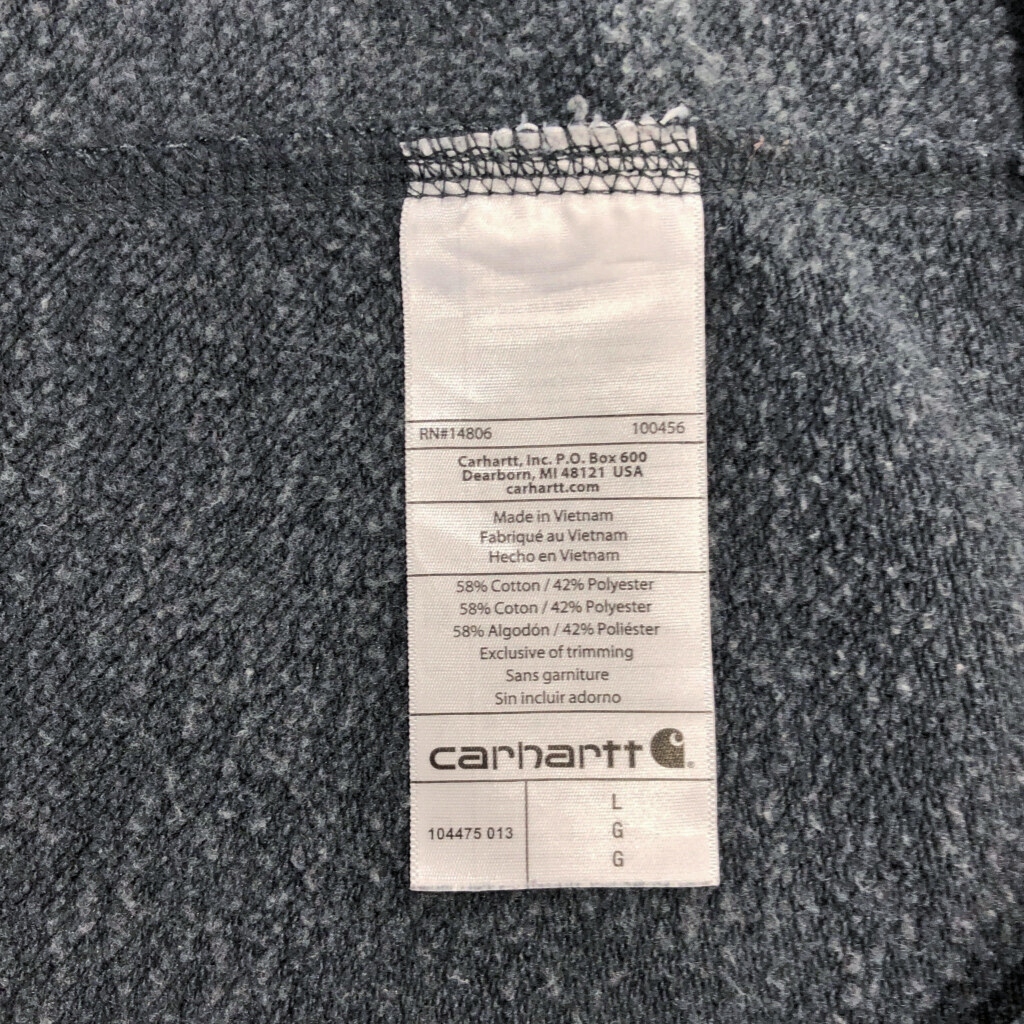 RN#14806 100456
Carhartt, Inc. P.O. Box 600
Dearborn, MI 48121 USA
carhartt.com
Made in Vietnam
Fabriqué au Vietnam
Hecho en Vietnam
58% Cotton / 42% Polyester
58% Coton / 42% Polyester
58% Algodón / 42% Poliéster
Exclusive of trimming
Sans garniture
Sin incluir adorno
carhartt
L
104475 013 G
G